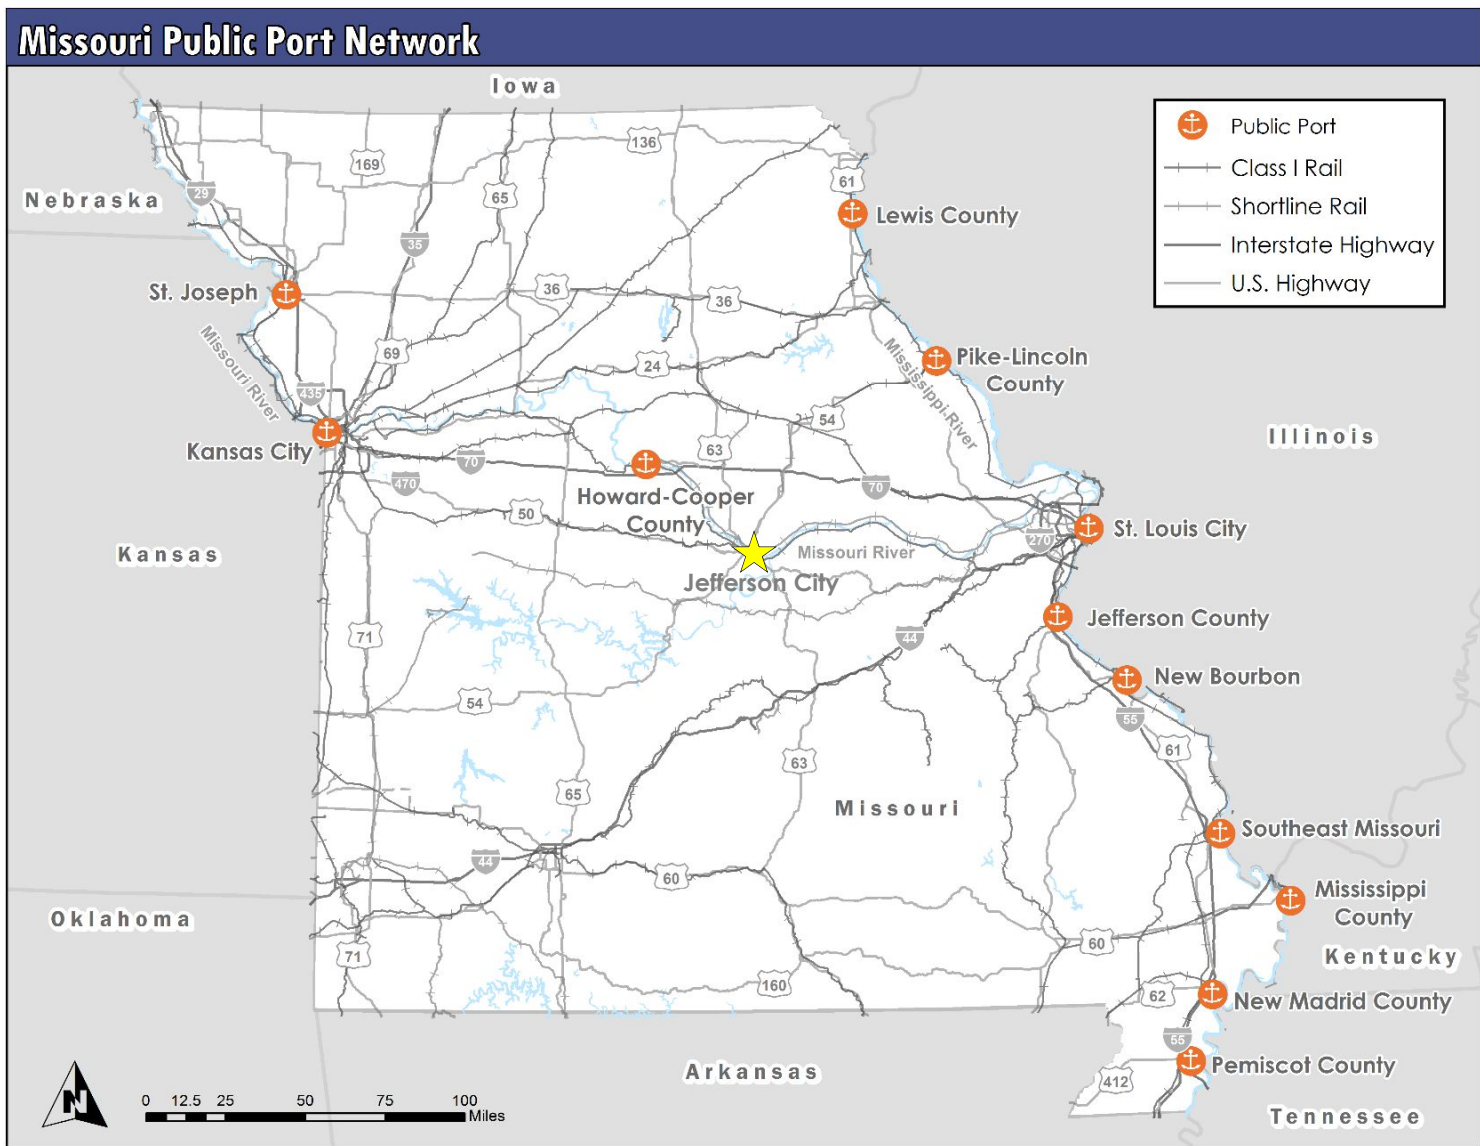 Missouri Public Port Network
Iowa
Public Port
Class I Rail
Shortline Rail
Interstate Highway
U.S. Highway
136
169
61
29
65
Nebraska
Lewis County
35
St. Joseph
36
36
Missouri River
69
24
Mississippi River
Pike-Lincoln
County
435
54
Illinois
Kansas City
63
70
470
70
Howard-Cooper
County
50
St. Louis City
270
Kansas
Missouri River
Jefferson City
Jefferson County
71
44
New Bourbon
54
55
61
63
65
Missouri
Southeast Missouri
44
60
Mississippi
County
Oklahoma
60
71
Kentucky
160
62
New Madrid County
55
Arkansas
Pemiscot County
412
N
0 12.5 25 50 75 100
Miles
Tennessee